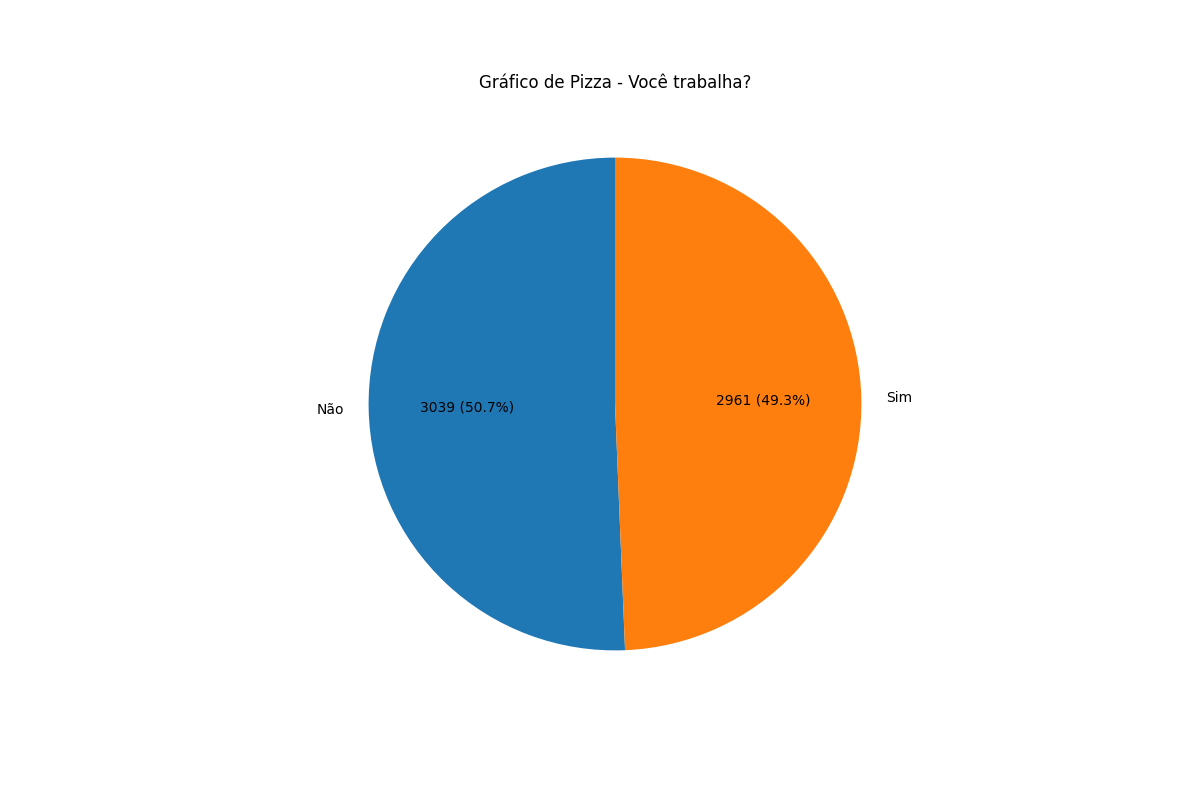 Gráfico de Pizza - Você trabalha?
Não
3039 (50.7%)
2961 (49.3%)
Sim